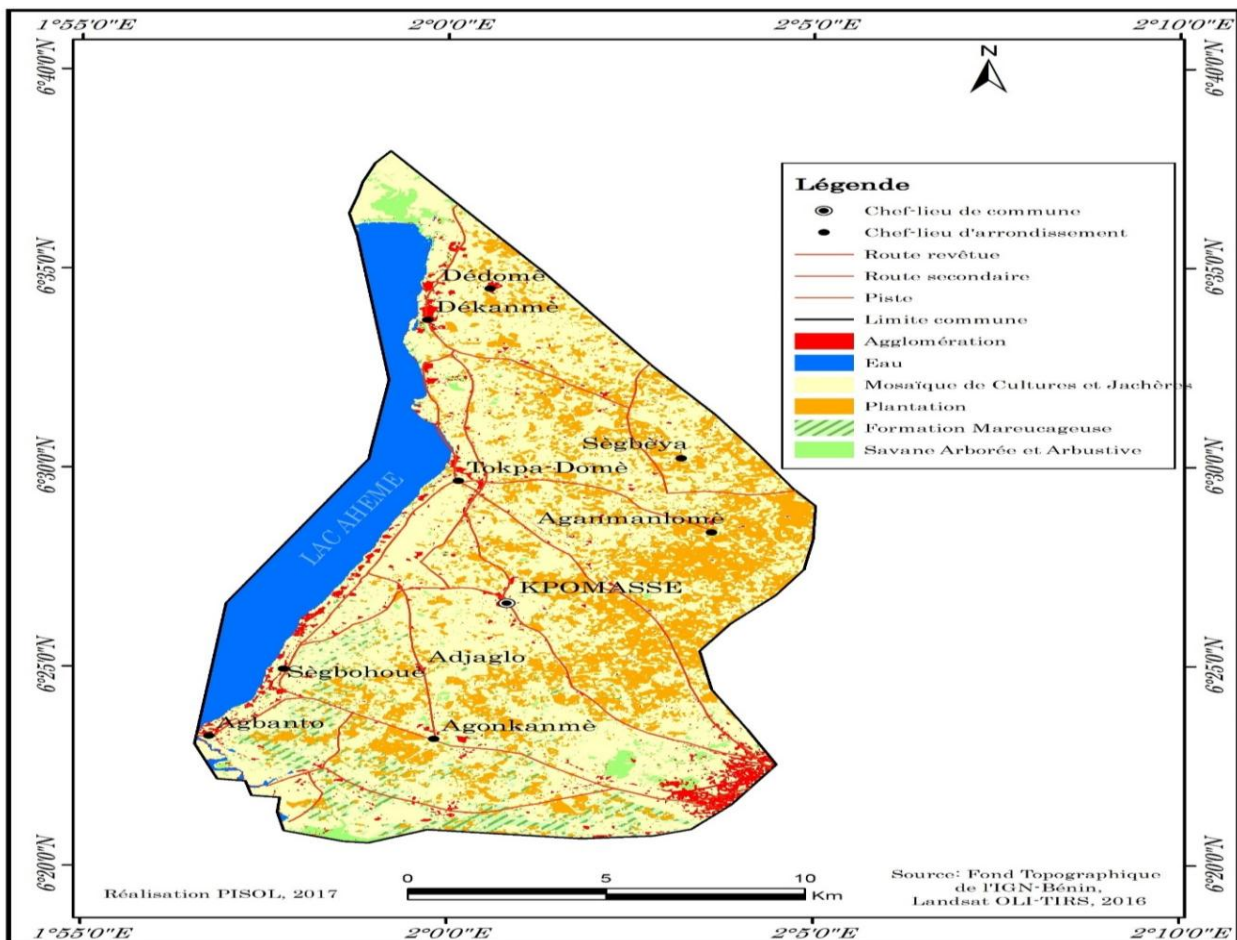 1°55'0"E 2°0'0"E 2°5'0"E 2°10'0"E
6°40'0"N 6°40'0"N
N
Légende
Chef-lieu de commune
Chef-lieu d'arrondissement
Route revêtue
Route secondaire
Piste
Limite commune
Agglomération
Eau
Mosaïque de Cultures et Jachères
Plantation
Formation Mareucageuse
Savane Arborée et Arbustive
6°35'0"N 6°35'0"N
Dédomè
Dékanmè
Sègbèya
6°30'0"N 6°30'0"N
Tokpa-Domè
LAC AHEME
Aganmanlomè
KPOMASSE
Adjaglo
6°25'0"N 6°25'0"N
Sègbohouè
Agbanto
Agonkanmè
6°20'0"N 6°20'0"N
Réalisation PISOL, 2017
0 5 10
Km
Source: Fond Topographique
de l'IGN-Bénin,
Landsat OLI-TIRS, 2016
1°55'0"E 2°0'0"E 2°5'0"E 2°10'0"E